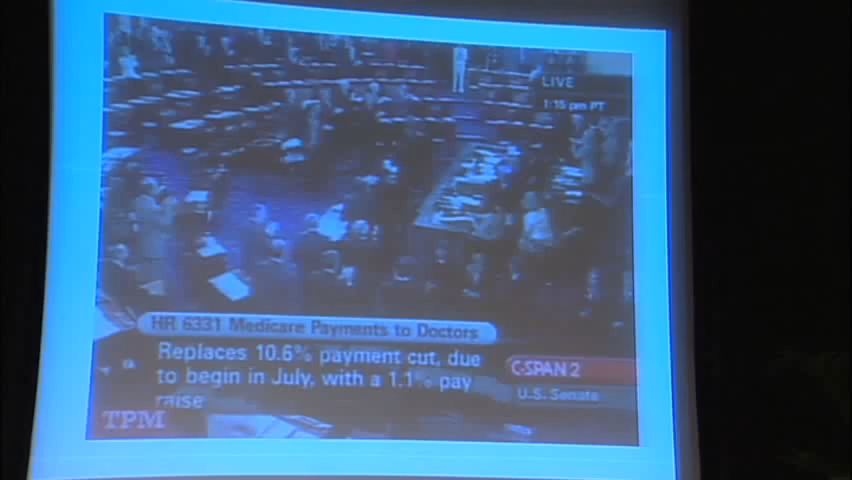 LIVE
1:15 pm PT
HR 6331 Medicare Payments to Doctors
Replaces 10.6% payment cut, due
to begin in July, with a 1.1% pay
raise
C-SPAN 2
U.S. Senate
TPM